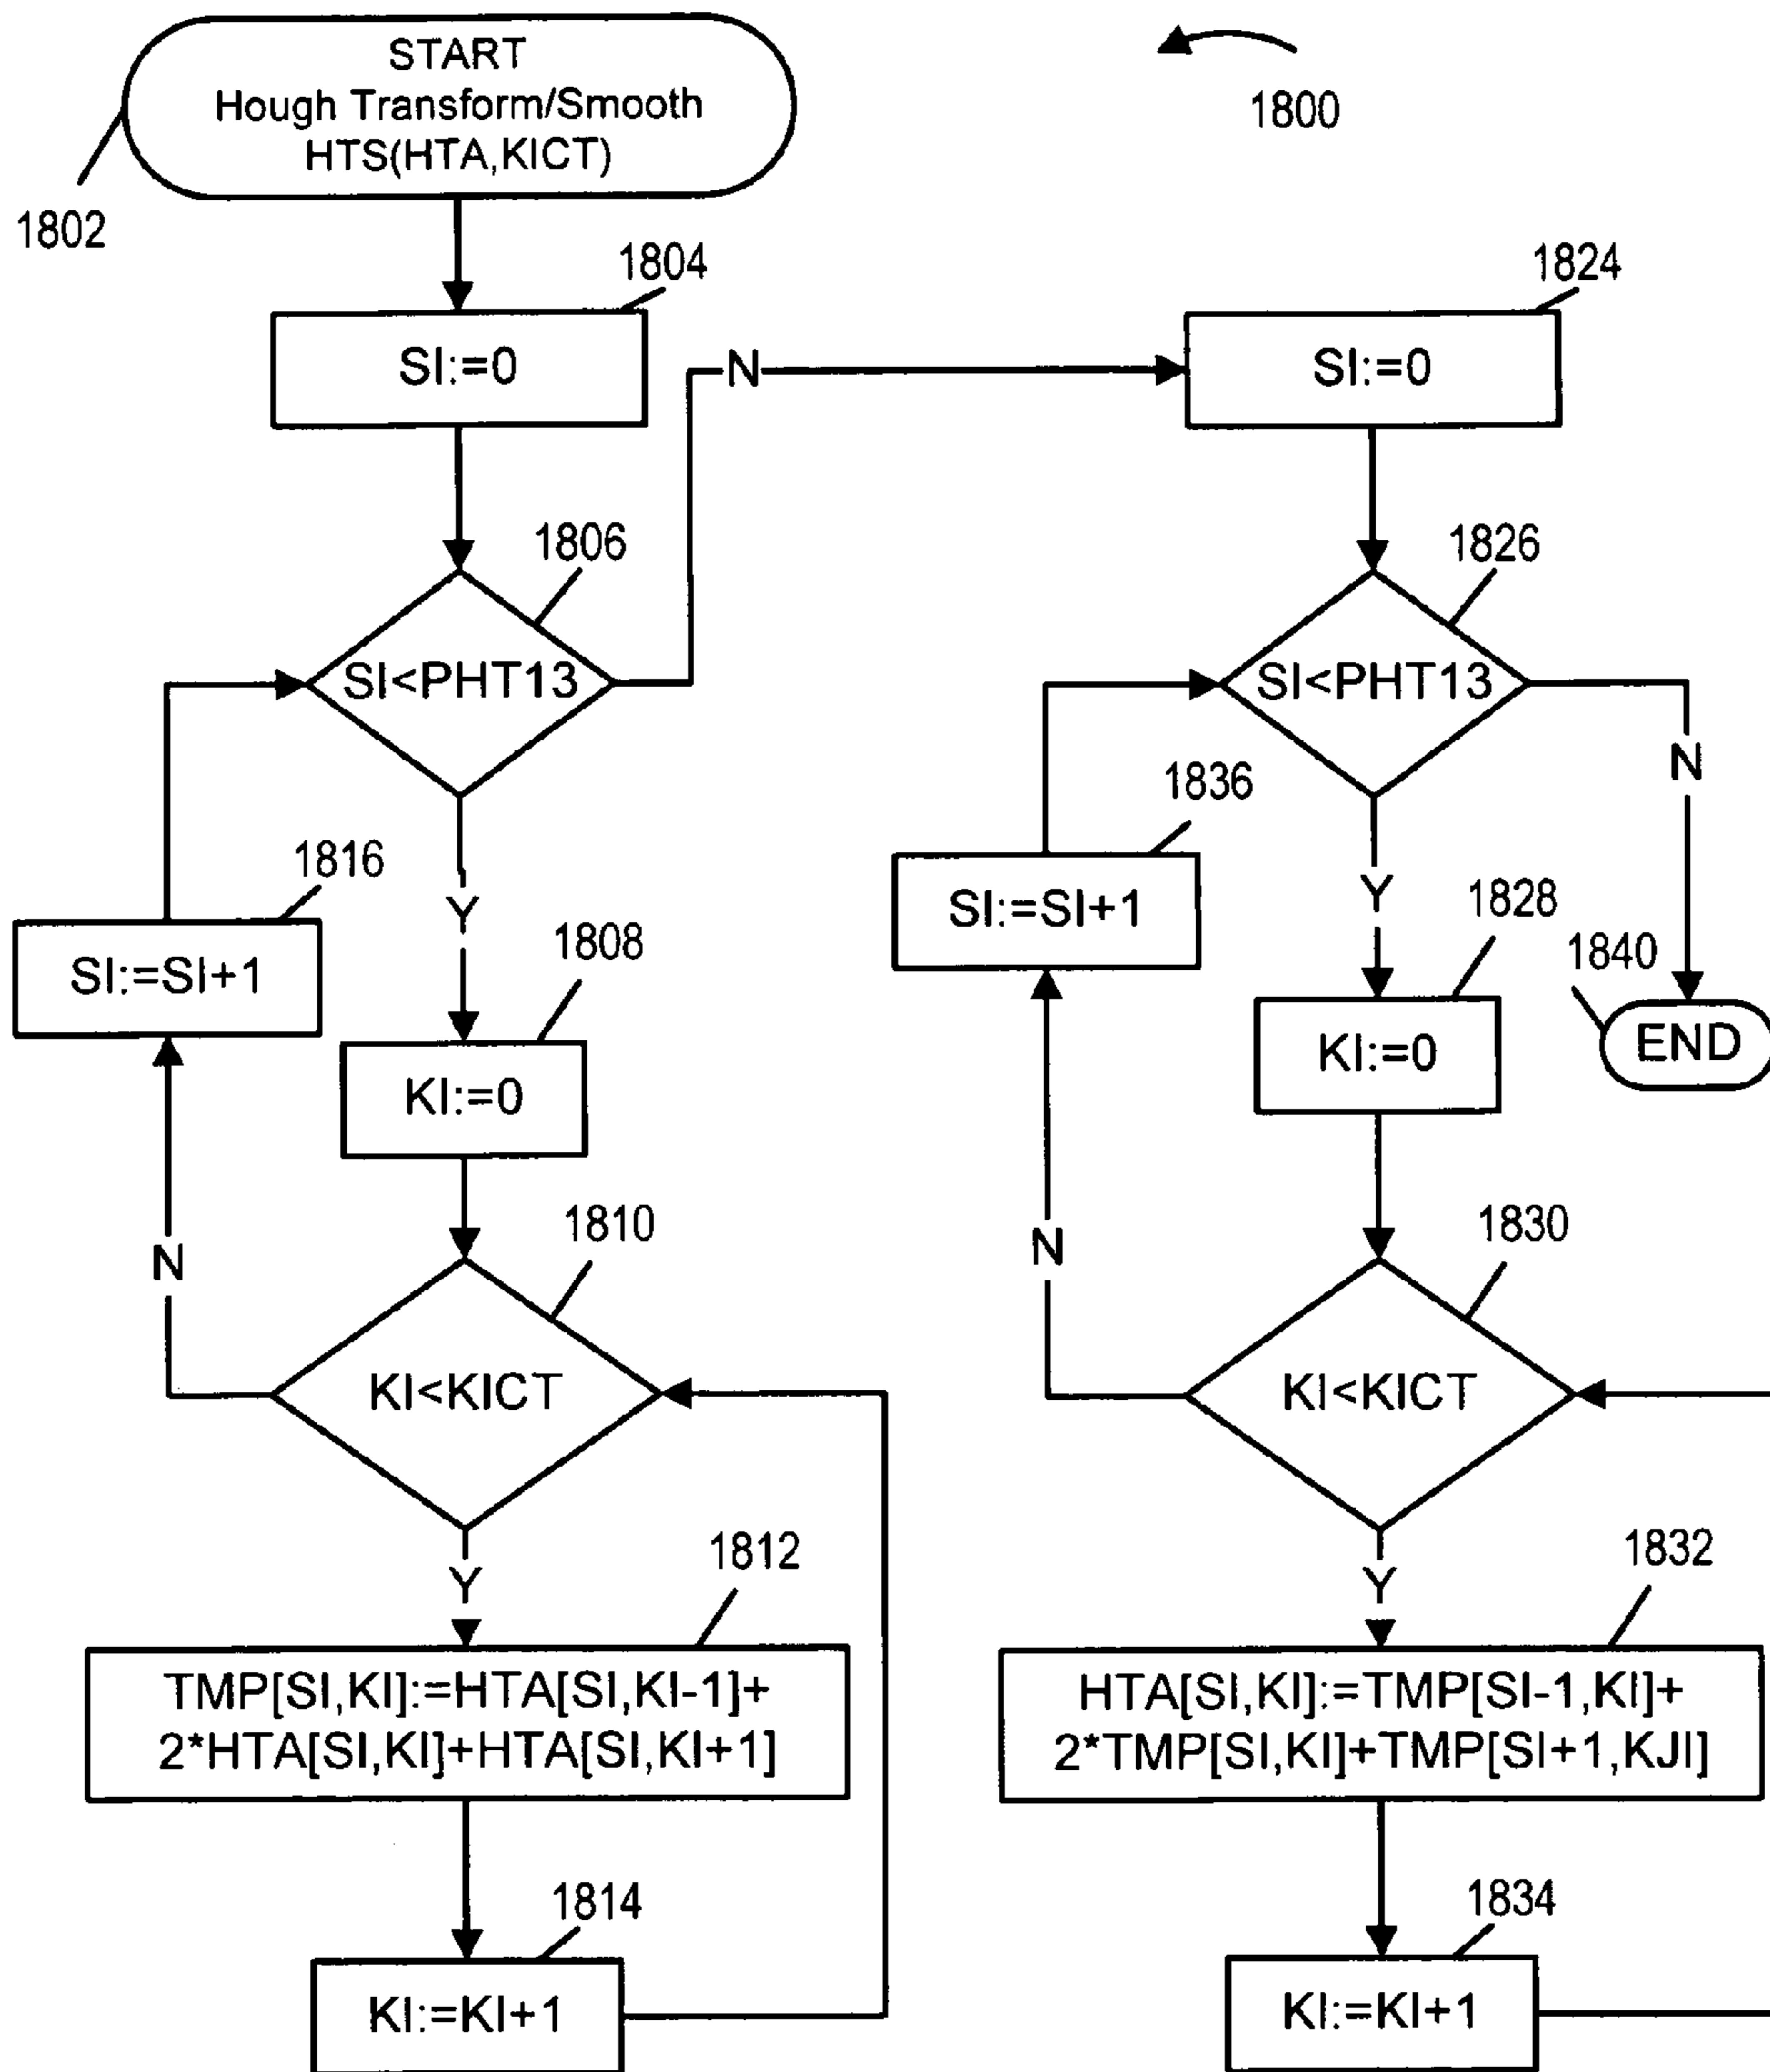 START
Hough Transform/Smooth
HTS(HTA,KICT)
1800
1802
1804
SI:=0
N
1806
SI<PHT13
Y
1816
SI:=SI+1
1808
KI:=0
1810
N
KI<KICT
Y
1812
TMP[SI,KI]:=HTA[SI,KI-1]+
2*HTA[SI,KI]+HTA[SI,KI+1]
1814
KI:=KI+1
1824
SI:=0
1826
SI<PHT13
N
Y
1836
SI:=SI+1
1828
KI:=0
1840
END
1830
N
KI<KICT
Y
1832
HTA[SI,KI]:=TMP[SI-1,KI]+
2*TMP[SI,KI]+TMP[SI+1,KJI]
1834
KI:=KI+1